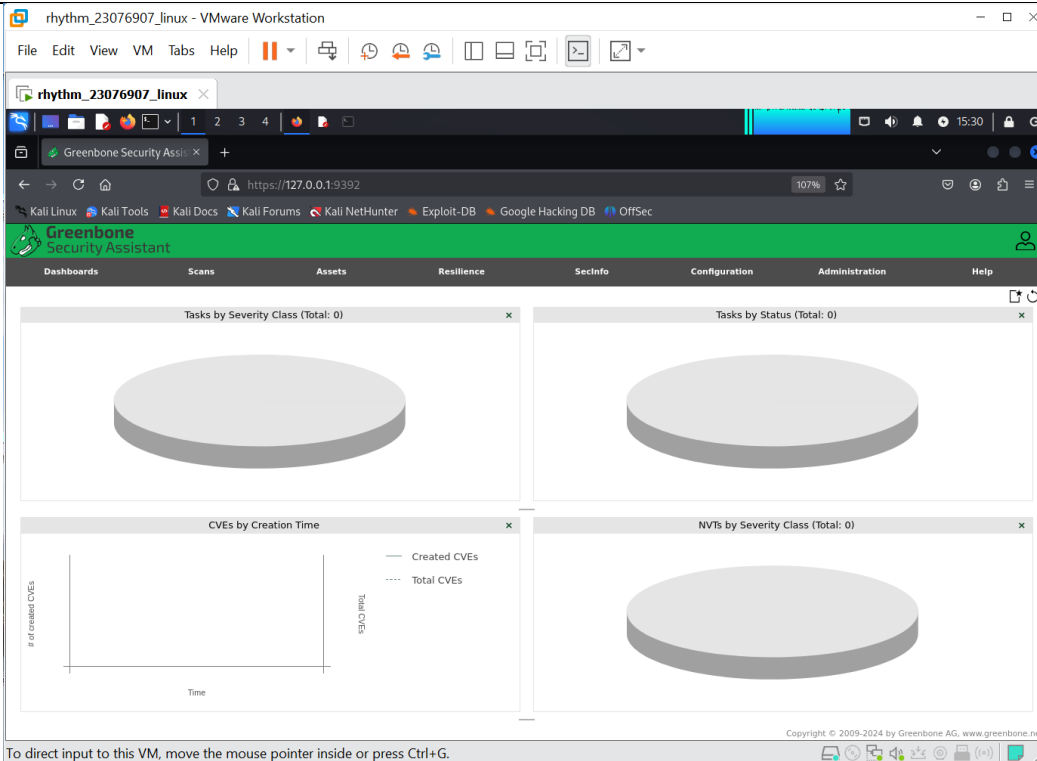 rhythm_23076907_linux - VMware Workstation
File Edit View VM Tabs Help
rhythm_23076907_linux
1 2 3 4
15:30
Greenbone Security Assis
https://127.0.0.1:9392
107%
Kali Linux Kali Tools Kali Docs Kali Forums Kali NetHunter Exploit-DB Google Hacking DB OffSec
Greenbone
Security Assistant
Dashboards Scans Assets Resilience SecInfo Configuration Administration Help
Tasks by Severity Class (Total: 0)
Tasks by Status (Total: 0)
CVEs by Creation Time
NVTs by Severity Class (Total: 0)
Created CVEs
Total CVEs
# of created CVEs
Total CVEs
Time
Copyright © 2009-2024 by Greenbone AG, www.greenbone.ne
To direct input to this VM, move the mouse pointer inside or press Ctrl+G.